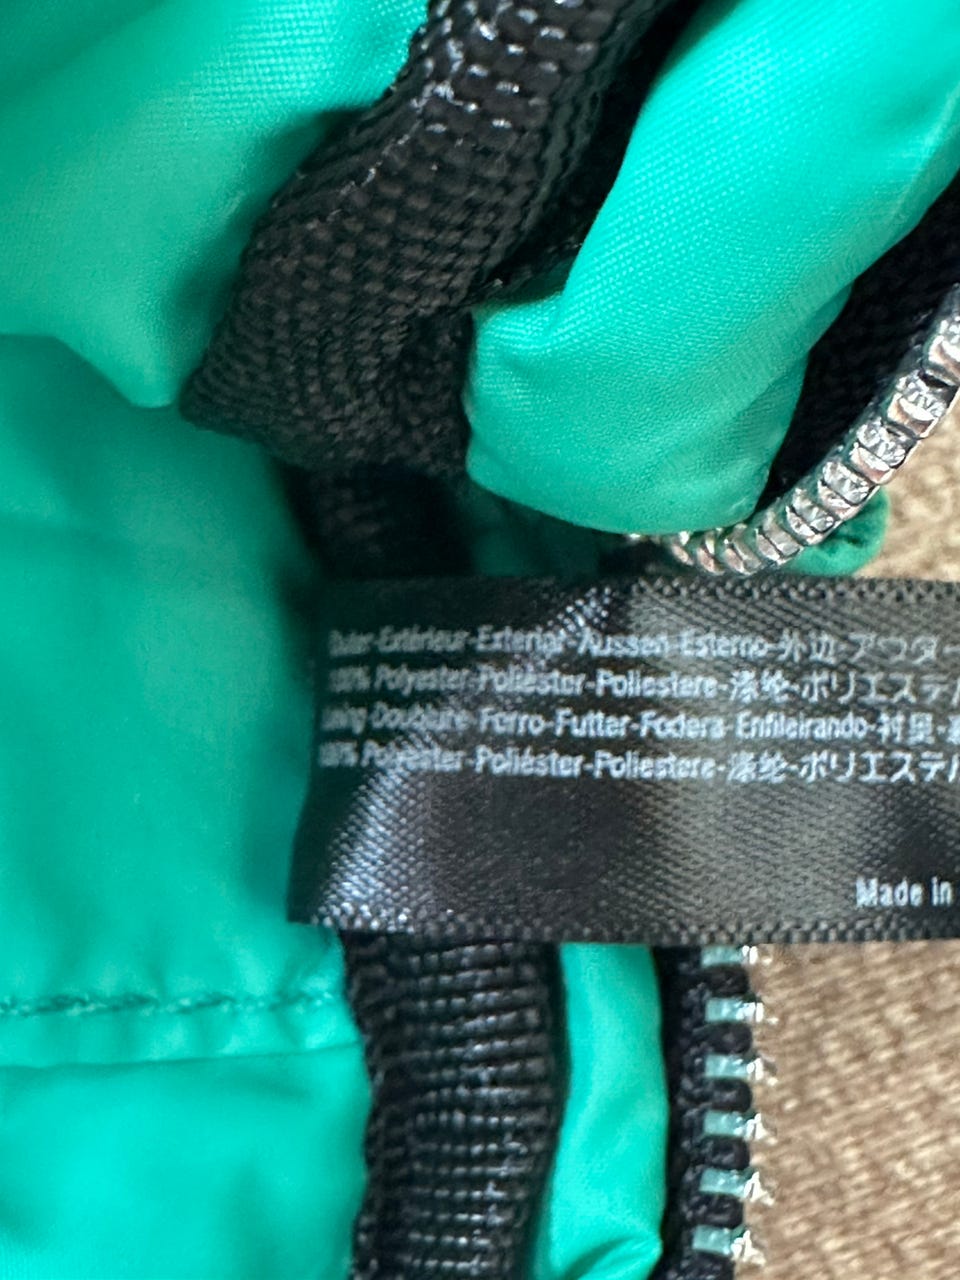 Outer-Extérieur-Exterior-Aussen-Esterno-外边-アウター
100% Polyester-Poliéster-Poliestere-涤纶-ポリエステル
Lining-Doublure-Forro-Futter-Fodera-Enfileirando-衬里-
100% Polyester-Poliéster-Poliestere-涤纶-ポリエステル
Made in